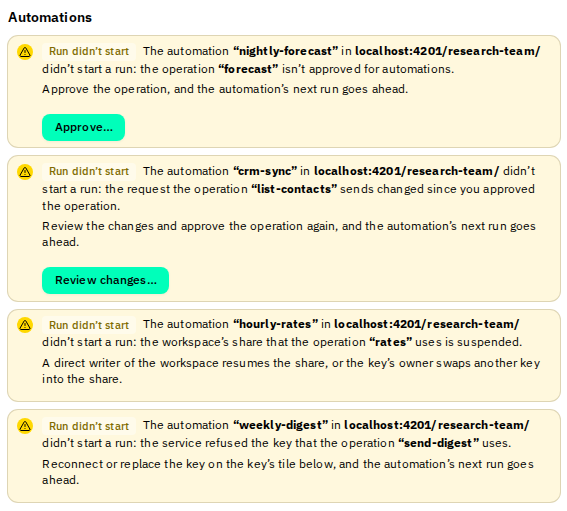 Automations
Run didn't start The automation “nightly-forecast” in localhost:4201/research-team/
didn't start a run: the operation “forecast” isn't approved for automations.
Approve the operation, and the automation's next run goes ahead.
Approve...
Run didn't start The automation “crm-sync” in localhost:4201/research-team/ didn't
start a run: the request the operation “list-contacts” sends changed since you approved
the operation.
Review the changes and approve the operation again, and the automation's next run goes
ahead.
Review changes...
Run didn't start The automation “hourly-rates” in localhost:4201/research-team/
didn't start a run: the workspace's share that the operation “rates” uses is suspended.
A direct writer of the workspace resumes the share, or the key's owner swaps another key
into the share.
Run didn't start The automation “weekly-digest” in localhost:4201/research-team/
didn't start a run: the service refused the key that the operation “send-digest” uses.
Reconnect or replace the key on the key's tile below, and the automation's next run goes
ahead.